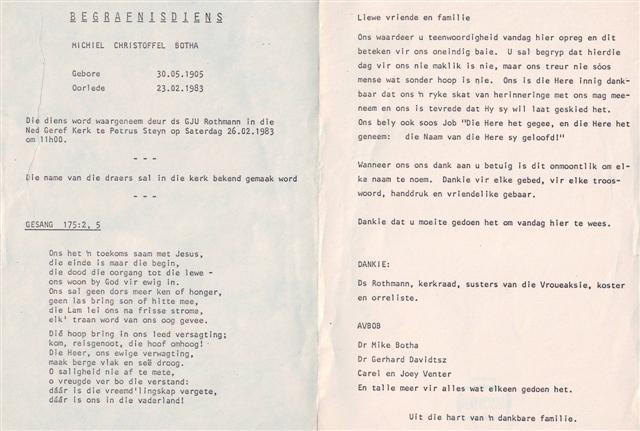 BEGRAFNISDIENS
MICHIEL CHRISTOFFEL BOTHA
Gebore 30.05.1905
Oorlede 23.02.1983
Die diens word waargeneem deur ds GJU Rothmann in die
Ned Geref Kerk te Petrus Steyn op Saterdag 26.02.1983
om 11h00.
- - -
Die name van die draers sal in die kerk bekend gemaak word
- - -
GESANG 175:2, 5
Ons het 'n toekoms saam met Jesus,
die einde is maar die begin,
die dood die oorgang tot die lewe -
ons woon by God vir ewig in.
Ons sal geen dors meer ken of honger,
geen las bring son of hitte mee,
die Lam lei ons na frisse strome,
elk' traan word van ons oog gevee.
Dié hoop bring in ons leed versagting;
kom, reisgenoot, die hoof omhoog!
Die Heer, ons ewige verwagting,
maak berge vlak en seë droog.
O saligheid nie af te mete,
o vreugde ver bo die verstand:
dáár is die vreemd'lingskap vergete,
dáár is ons in die vaderland!
Liewe vriende en familie
Ons waardeer u teenwoordigheid vandag hier opreg en dit
beteken vir ons oneindig baie. U sal begryp dat hierdie
dag vir ons nie maklik is nie, maar ons treur nie sóos
mense wat sonder hoop is nie. Ons is die Here innig dank-
baar dat ons 'n ryke skat van herinneringe met ons mag mee-
neem en ons is tevrede dat Hy sy wil laat geskied het.
Ons bely ook soos Job "Die Here het gegee, en die Here het
geneem: die Naam van die Here sy geloofd!"
Wanneer ons ons dank aan u betuig is dit onmoontlik om el-
ke naam te noem. Dankie vir elke gebed, vir elke troos-
woord, handdruk en vriendelike gebaar.
Dankie dat u moeite gedoen het om vandag hier te wees.
DANKIE:
Ds Rothmann, kerkraad, susters van die Vroueaksie, koster
en orreliste.
AVBOB
Dr Mike Botha
Dr Gerhard Davidtsz
Carel en Joey Venter
En talle meer vir alles wat elkeen gedoen het.
Uit die hart van 'n dankbare familie.